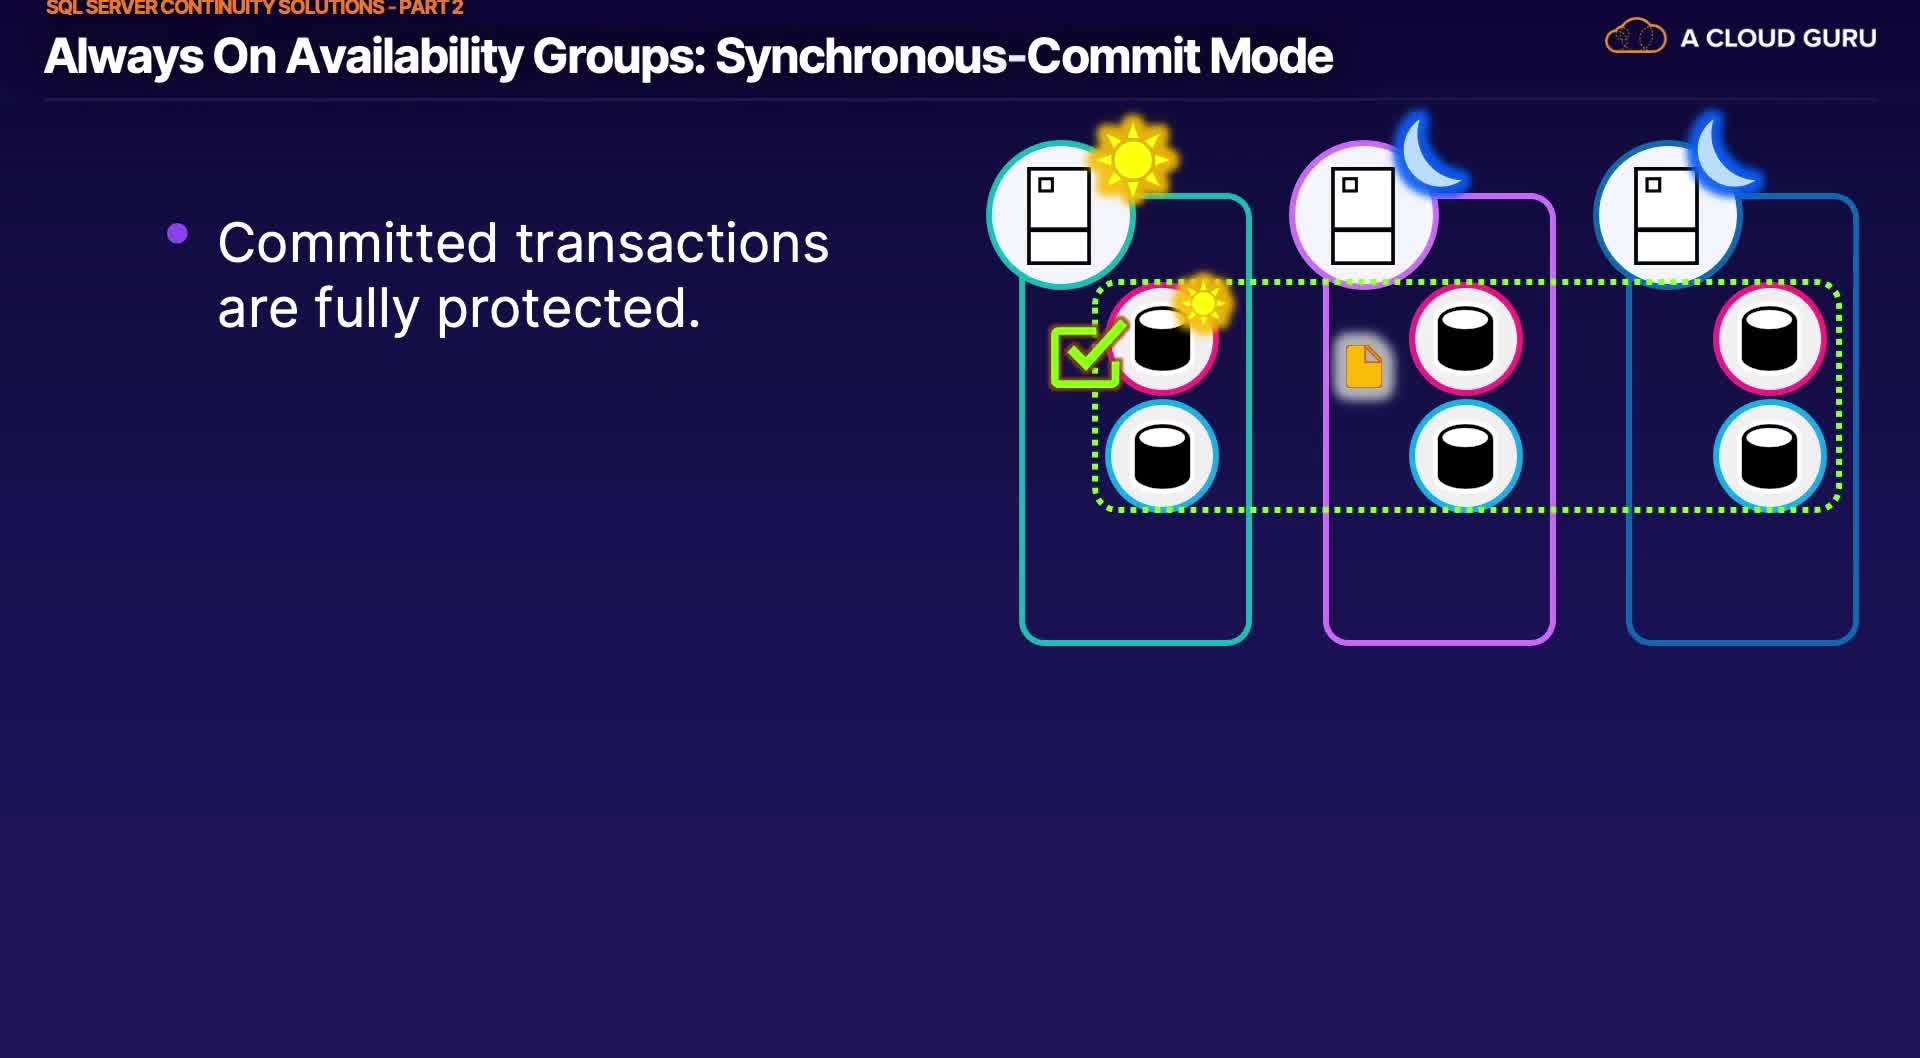 SQL SERVER CONTINUITY SOLUTIONS - PART 2
Always On Availability Groups: Synchronous-Commit Mode
A CLOUD GURU
Committed transactions
are fully protected.